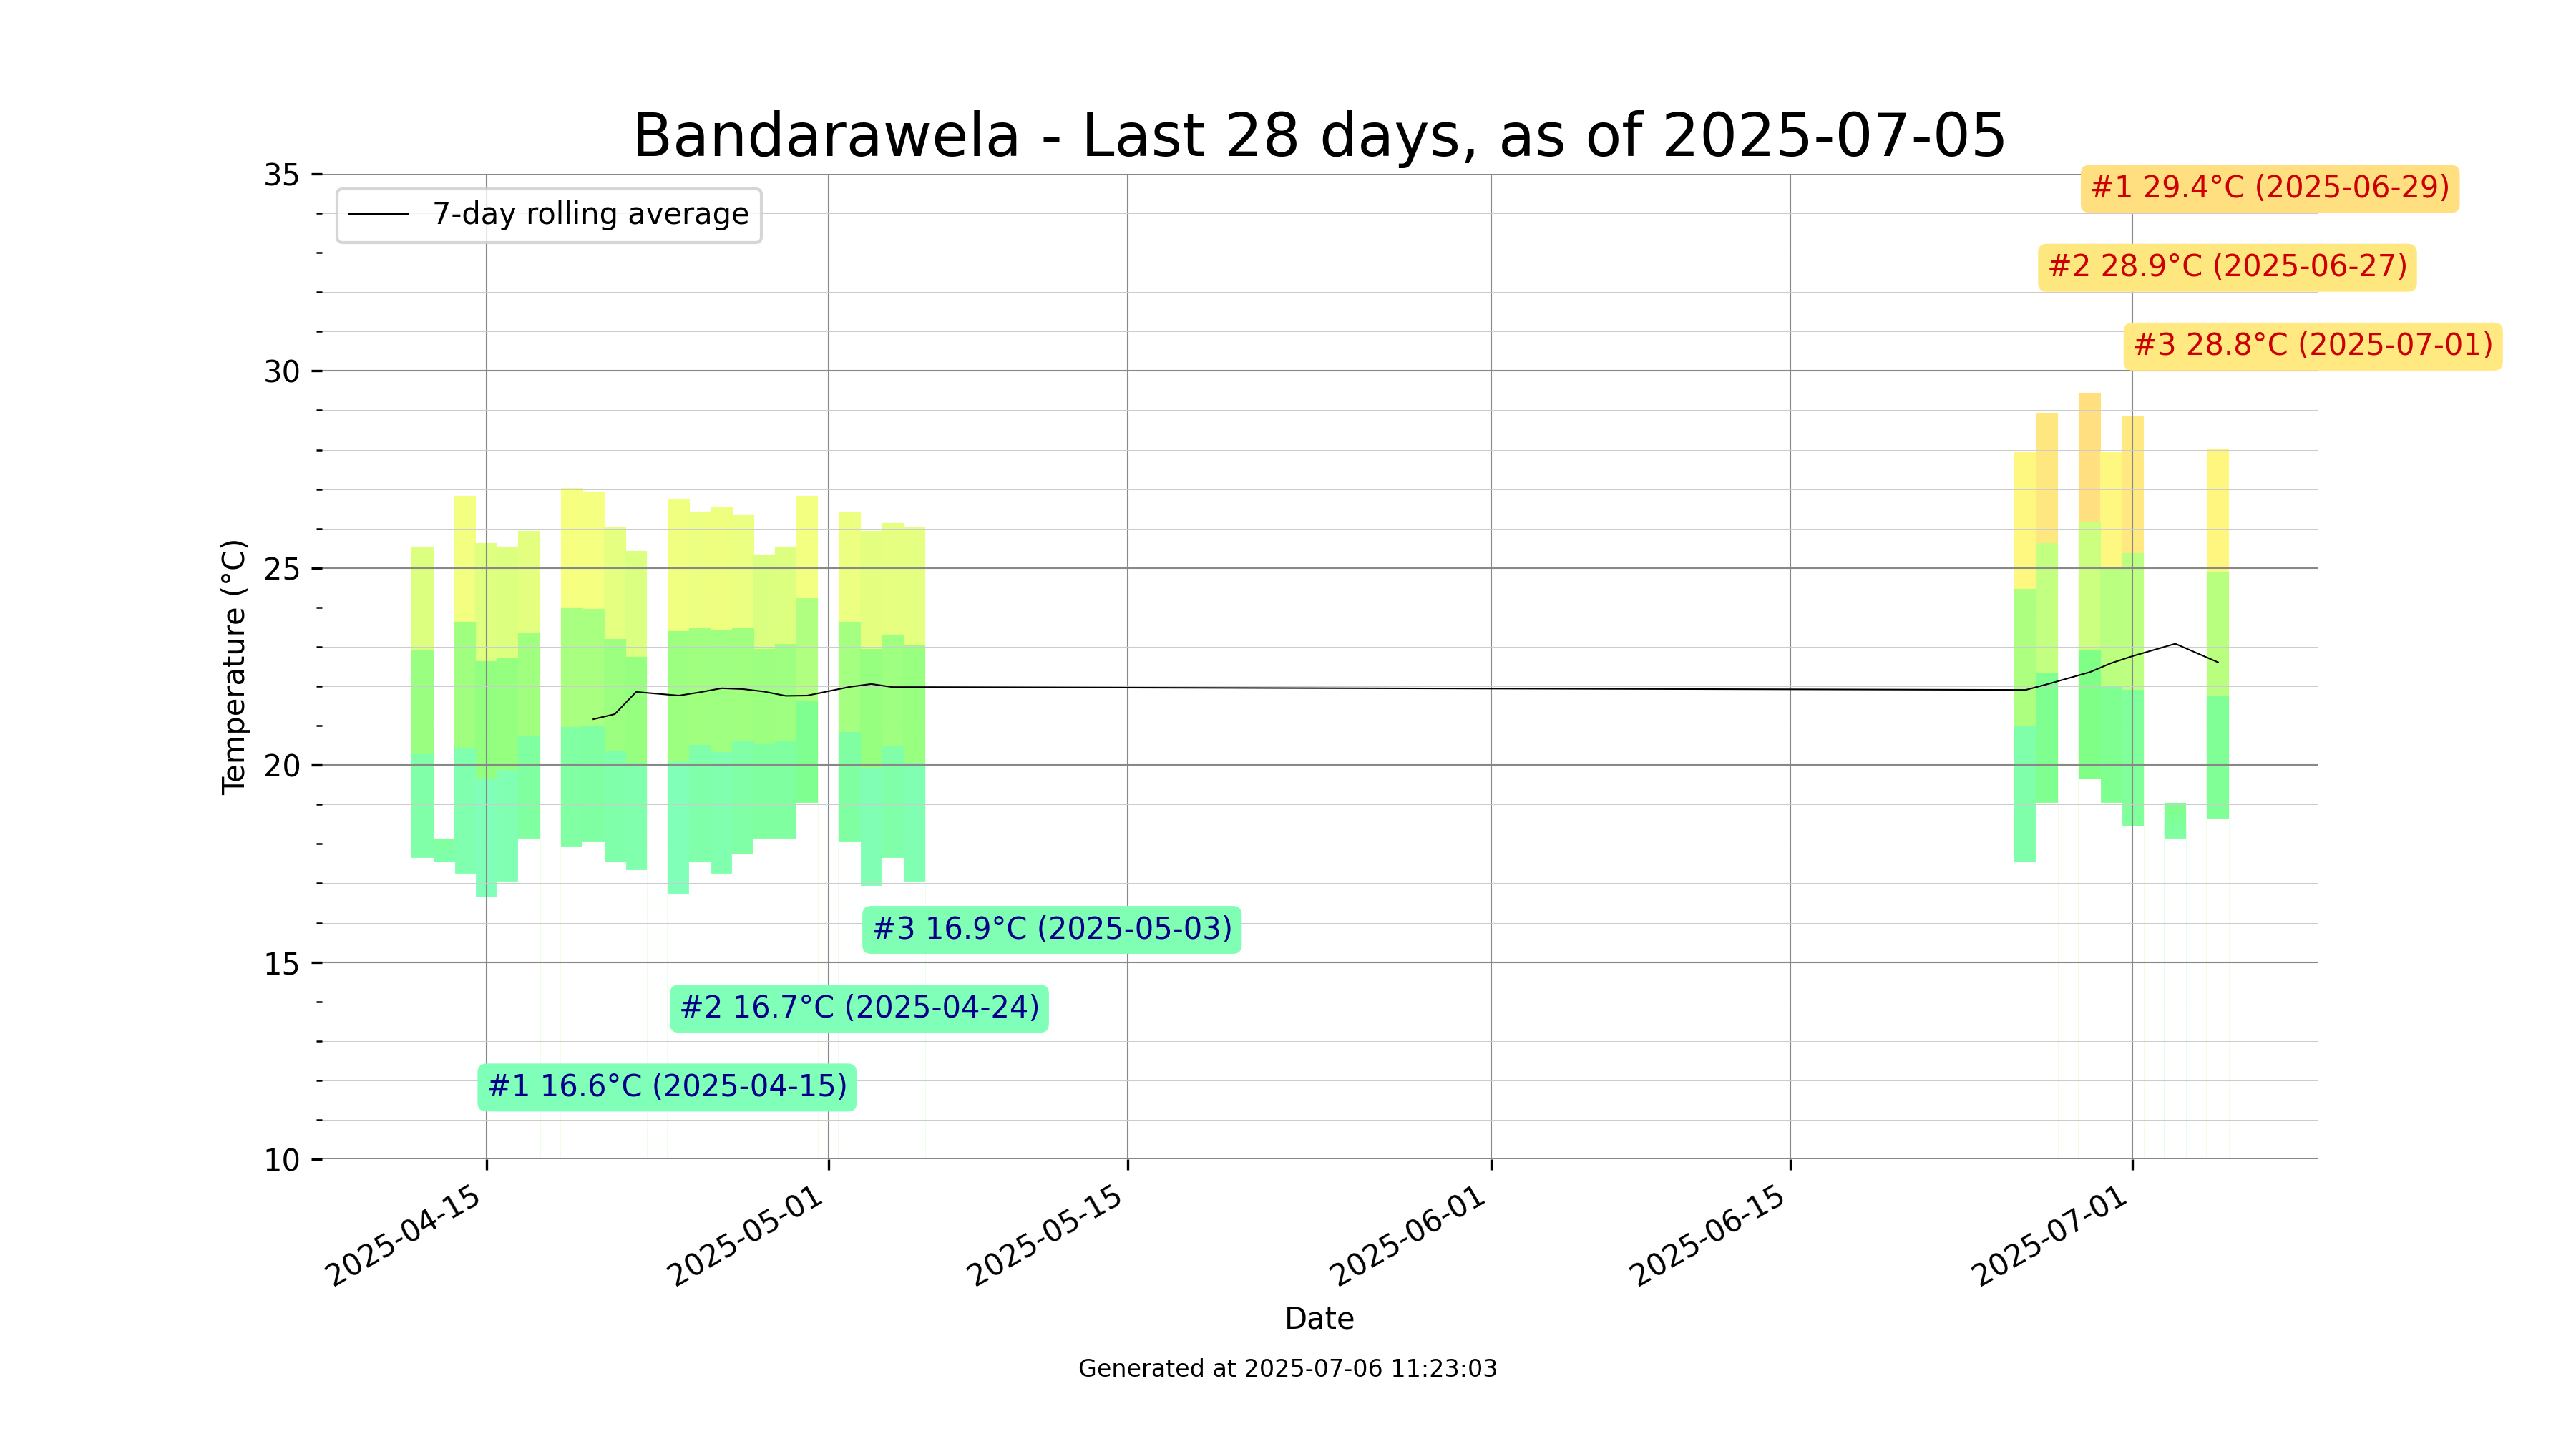 Bandarawela - Last 28 days, as of 2025-07-05
7-day rolling average
#1 29.4°C (2025-06-29)
#2 28.9°C (2025-06-27)
#3 28.8°C (2025-07-01)
#3 16.9°C (2025-05-03)
#2 16.7°C (2025-04-24)
#1 16.6°C (2025-04-15)
Temperature (°C)
35
30
25
20
15
10
2025-04-15
2025-05-01
2025-05-15
2025-06-01
2025-06-15
2025-07-01
Date
Generated at 2025-07-06 11:23:03